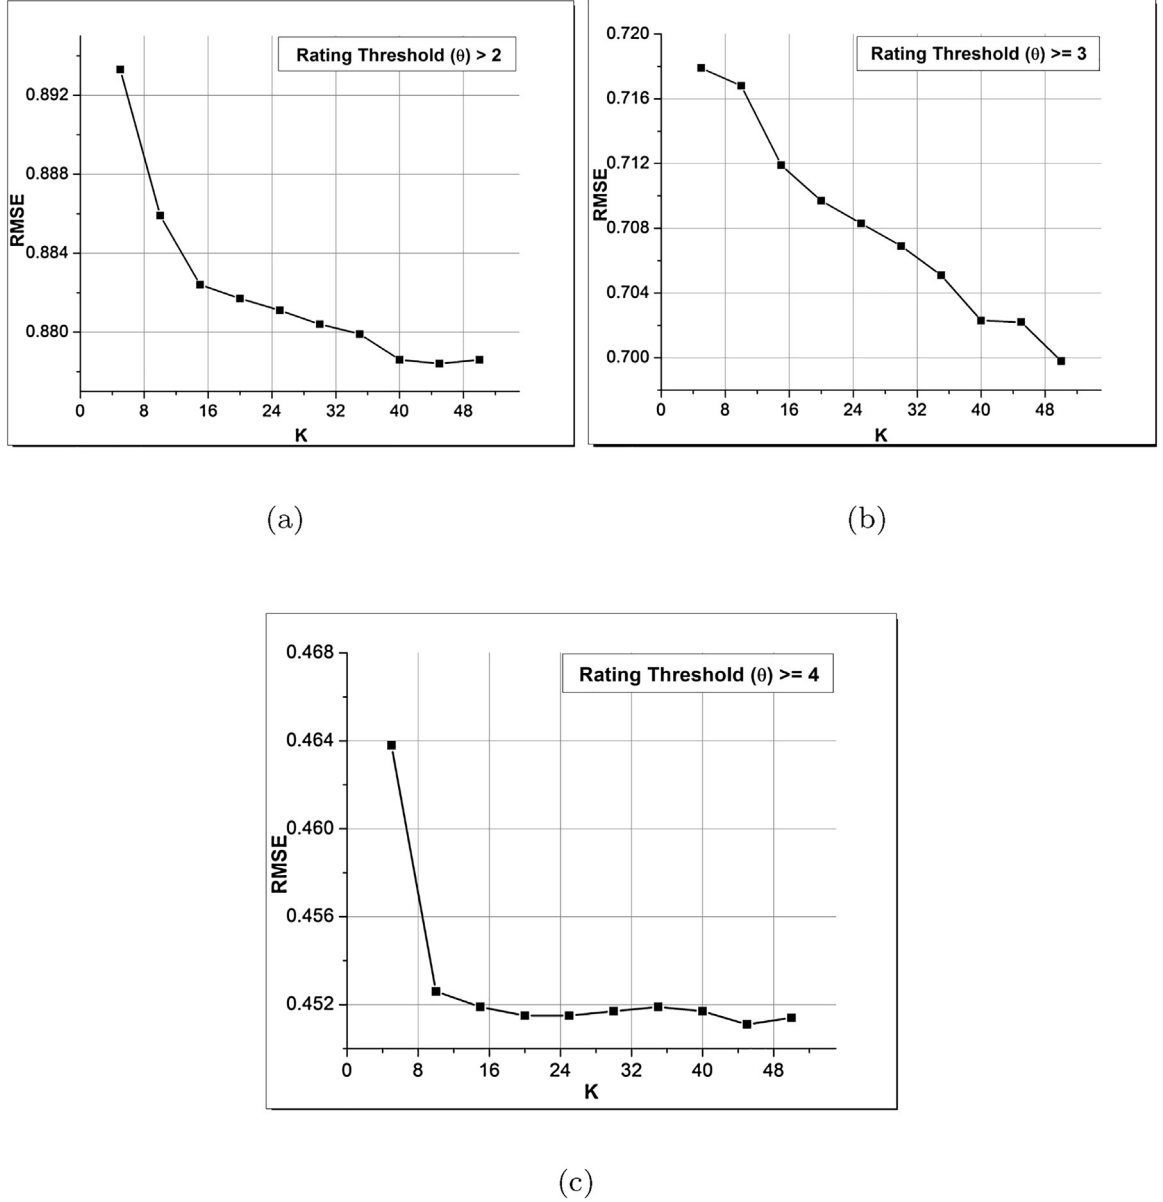 Rating Threshold (θ) > 2
0.892
0.888
0.884
0.880
RMSE
0 8 16 24 32 40 48
K
(a)
Rating Threshold (θ) >= 3
0.720
0.716
0.712
0.708
0.704
0.700
RMSE
0 8 16 24 32 40 48
K
(b)
Rating Threshold (θ) >= 4
0.468
0.464
0.460
0.456
0.452
RMSE
0 8 16 24 32 40 48
K
(c)